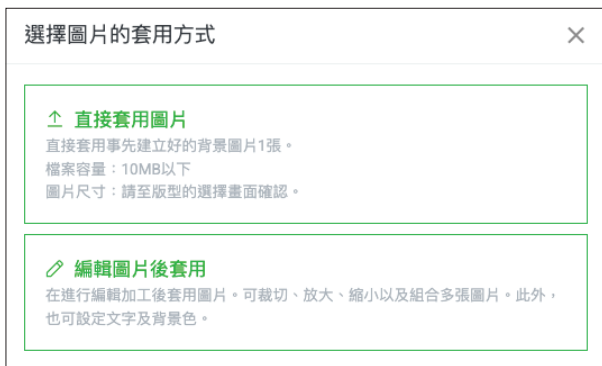 選擇圖片的套用方式
直接套用圖片
直接套用事先建立好的背景圖片1張。
檔案容量：10MB以下
圖片尺寸：請至版型的選擇畫面確認。
編輯圖片後套用
在進行編輯加工後套用圖片。可裁切、放大、縮小以及組合多張圖片。此外，
也可設定文字及背景色。